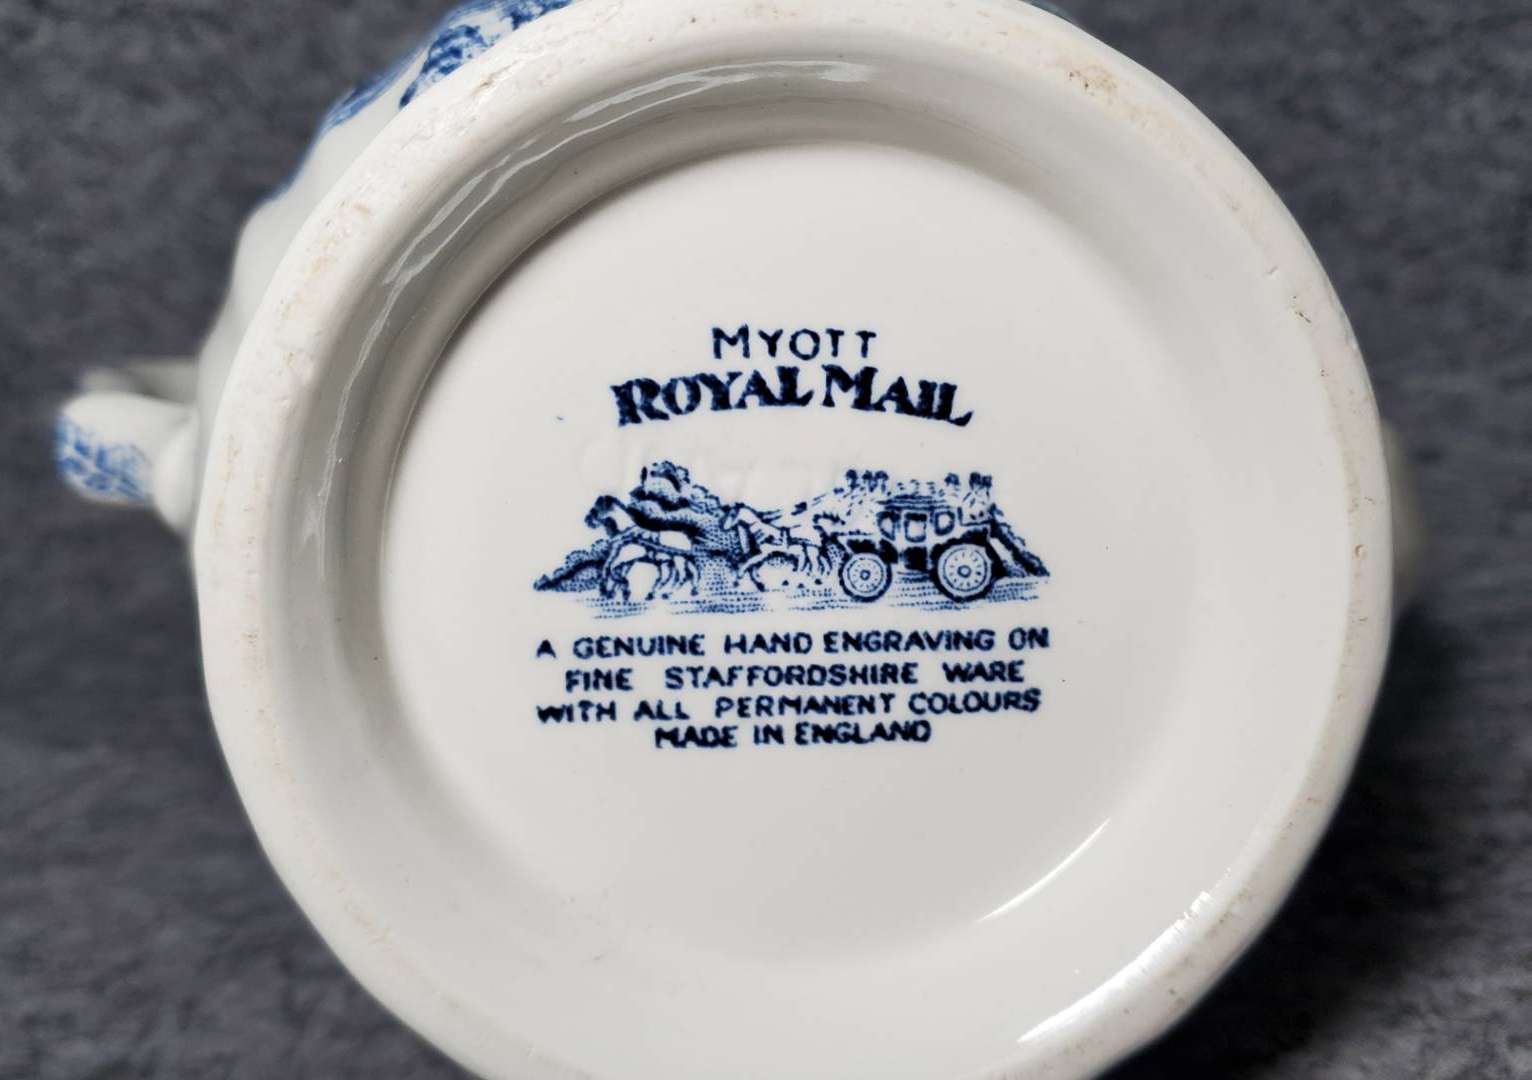 MYOTT
ROYAL MAIL
A GENUINE HAND ENGRAVING ON
FINE STAFFORDSHIRE WARE
WITH ALL PERMANENT COLOURS
MADE IN ENGLAND